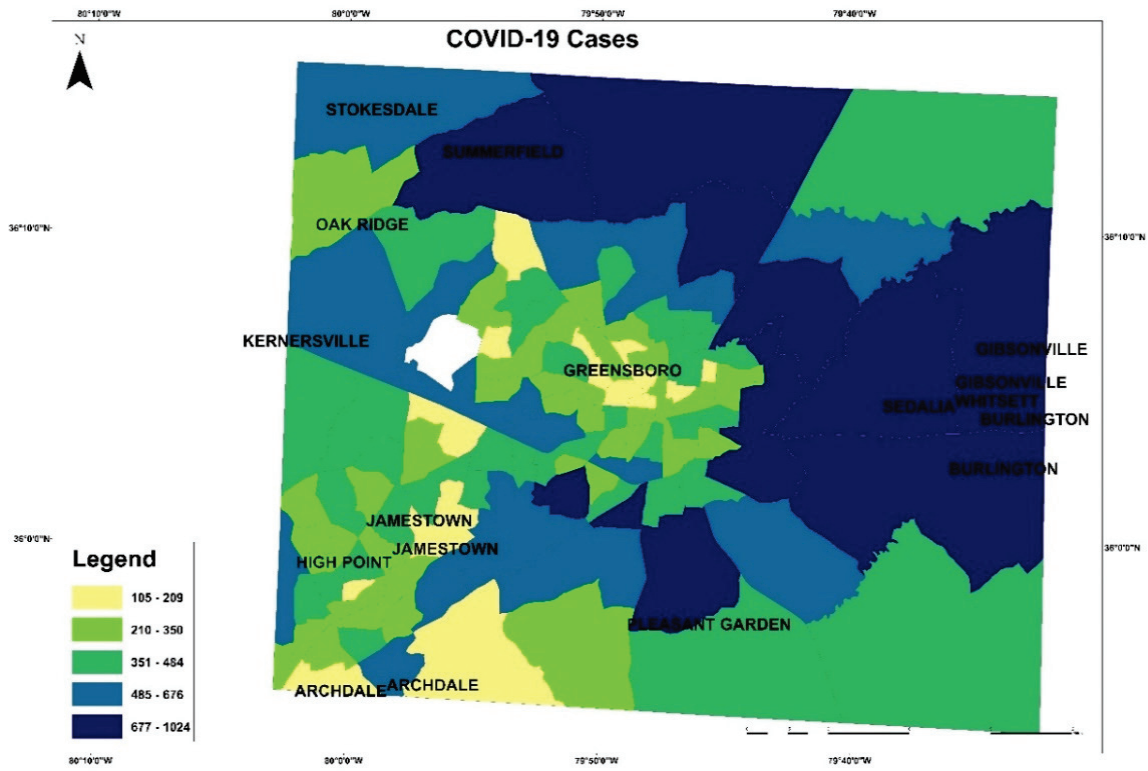 80°10'0"W 80°0'0"W 79°50'0"W 79°40'0"W
N
COVID-19 Cases
STOKESDALE
SUMMERFIELD
OAK RIDGE
36°10'0"N
36°10'0"N
KERNERSVILLE
GIBSONVILLE
GREENSBORO
GIBSONVILLE
WHITSETT
SEDALIA
BURLINGTON
BURLINGTON
JAMESTOWN
JAMESTOWN
36°0'0"N
36°0'0"N
HIGH POINT
PLEASANT GARDEN
ARCHDALE
ARCHDALE
Legend
105 - 209
210 - 350
351 - 484
485 - 676
677 - 1024
80°10'0"W 80°0'0"W 79°50'0"W 79°40'0"W